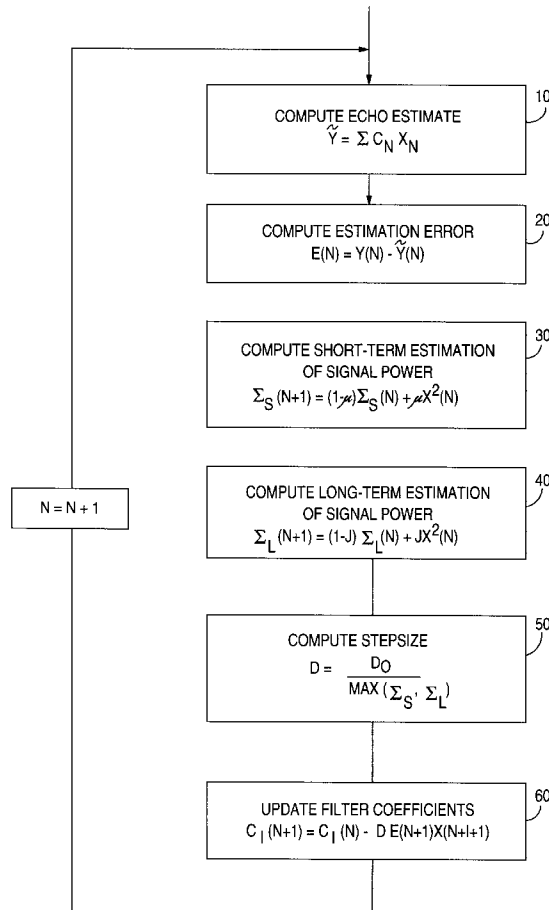 10
COMPUTE ECHO ESTIMATE
Ỹ = Σ C_N X_N
20
COMPUTE ESTIMATION ERROR
E(N) = Y(N) - Ỹ(N)
30
COMPUTE SHORT-TERM ESTIMATION
OF SIGNAL POWER
Σ_S (N+1) = (1-μ)Σ_S (N) + μX²(N)
40
COMPUTE LONG-TERM ESTIMATION
OF SIGNAL POWER
Σ_L (N+1) = (1-J) Σ_L (N) + JX²(N)
N = N + 1
50
COMPUTE STEPSIZE
D = D_O
MAX (Σ_S, Σ_L)
60
UPDATE FILTER COEFFICIENTS
C_I (N+1) = C_I (N) - D E(N+1)X(N+I+1)